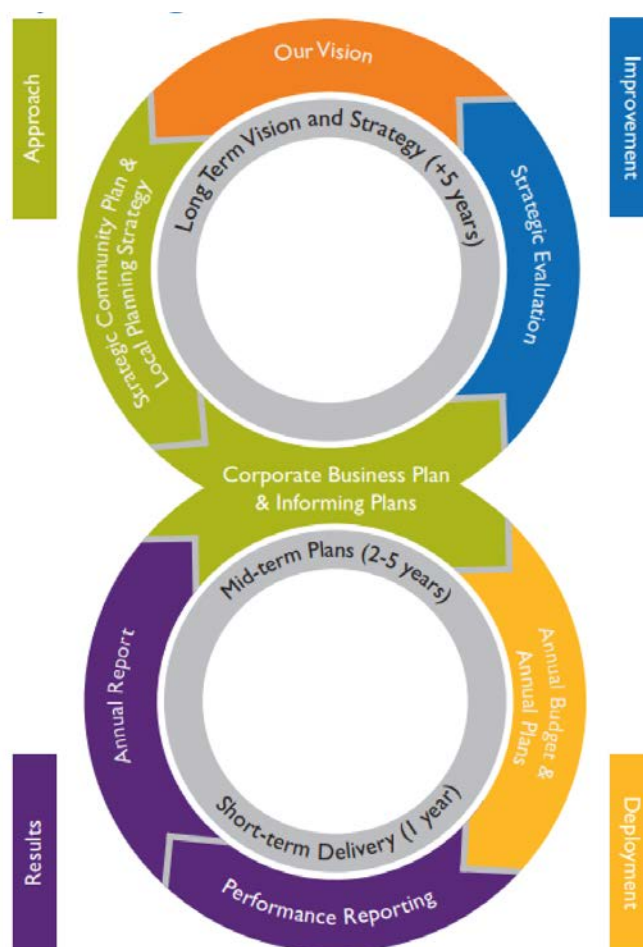 Approach
Improvement
Our Vision
Long Term Vision and Strategy (+5 years)
Strategic Community Plan &
Local Planning Strategy
Strategic Evaluation
Corporate Business Plan
& Informing Plans
Mid-term Plans (2-5 years)
Annual Report
Annual Budget &
Annual Plans
Short-term Delivery (1 year)
Performance Reporting
Results
Deployment